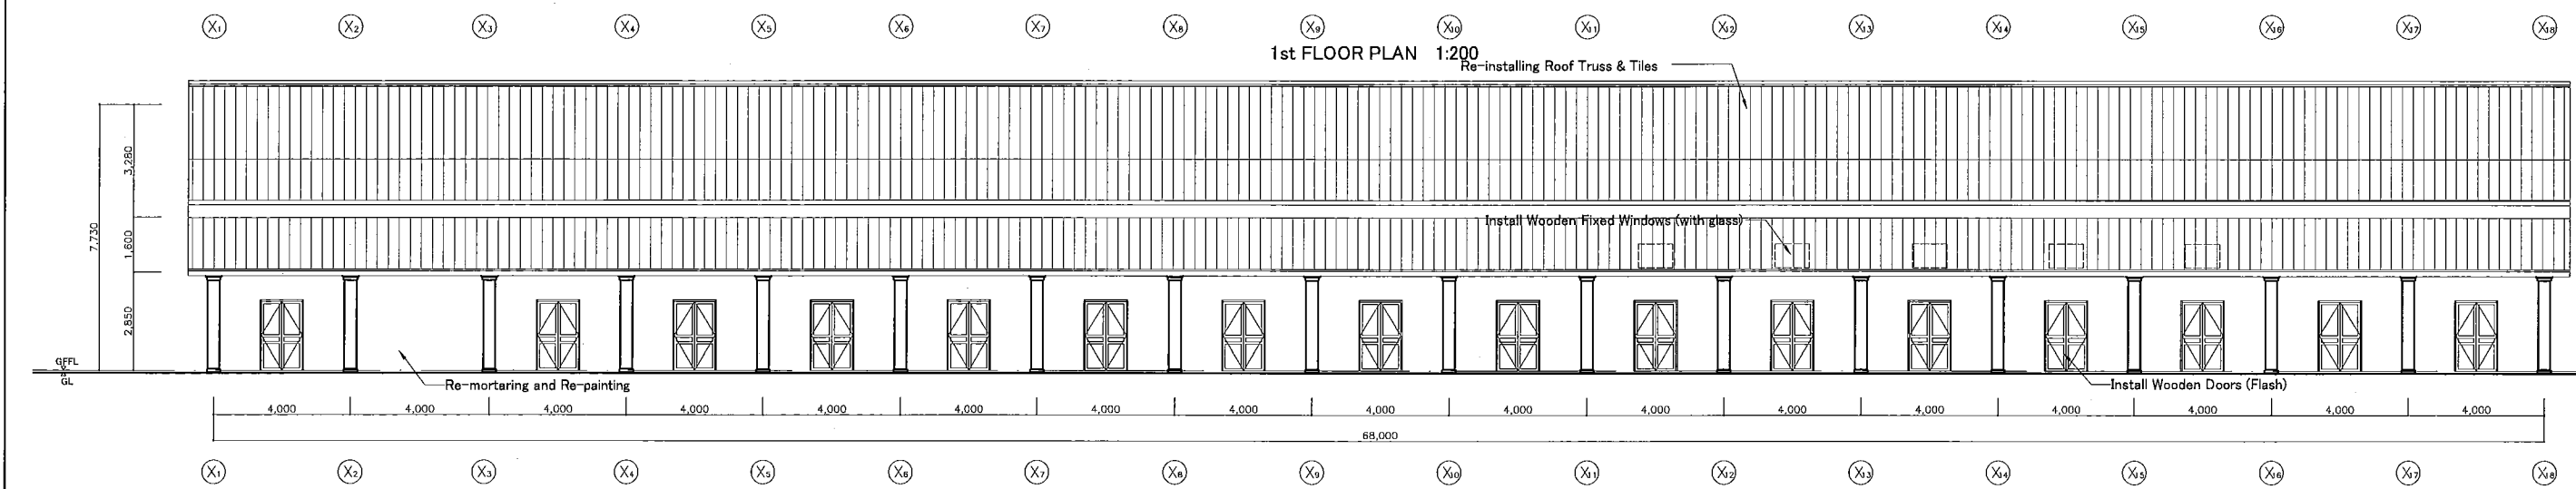 X1 X2 X3 X4 X5 X6 X7 X8 X9 X10 X11 X12 X13 X14 X15 X16 X17 X18
1st FLOOR PLAN 1:200
Re-installing Roof Truss & Tiles
3,280
7,730
1,600
Install Wooden Fixed Windows (with glass)
2,850
GFFL
GL
Re-mortaring and Re-painting
Install Wooden Doors (Flash)
4,000 4,000 4,000 4,000 4,000 4,000 4,000 4,000 4,000 4,000 4,000 4,000 4,000 4,000 4,000 4,000 4,000
68,000
X1 X2 X3 X4 X5 X6 X7 X8 X9 X10 X11 X12 X13 X14 X15 X16 X17 X18